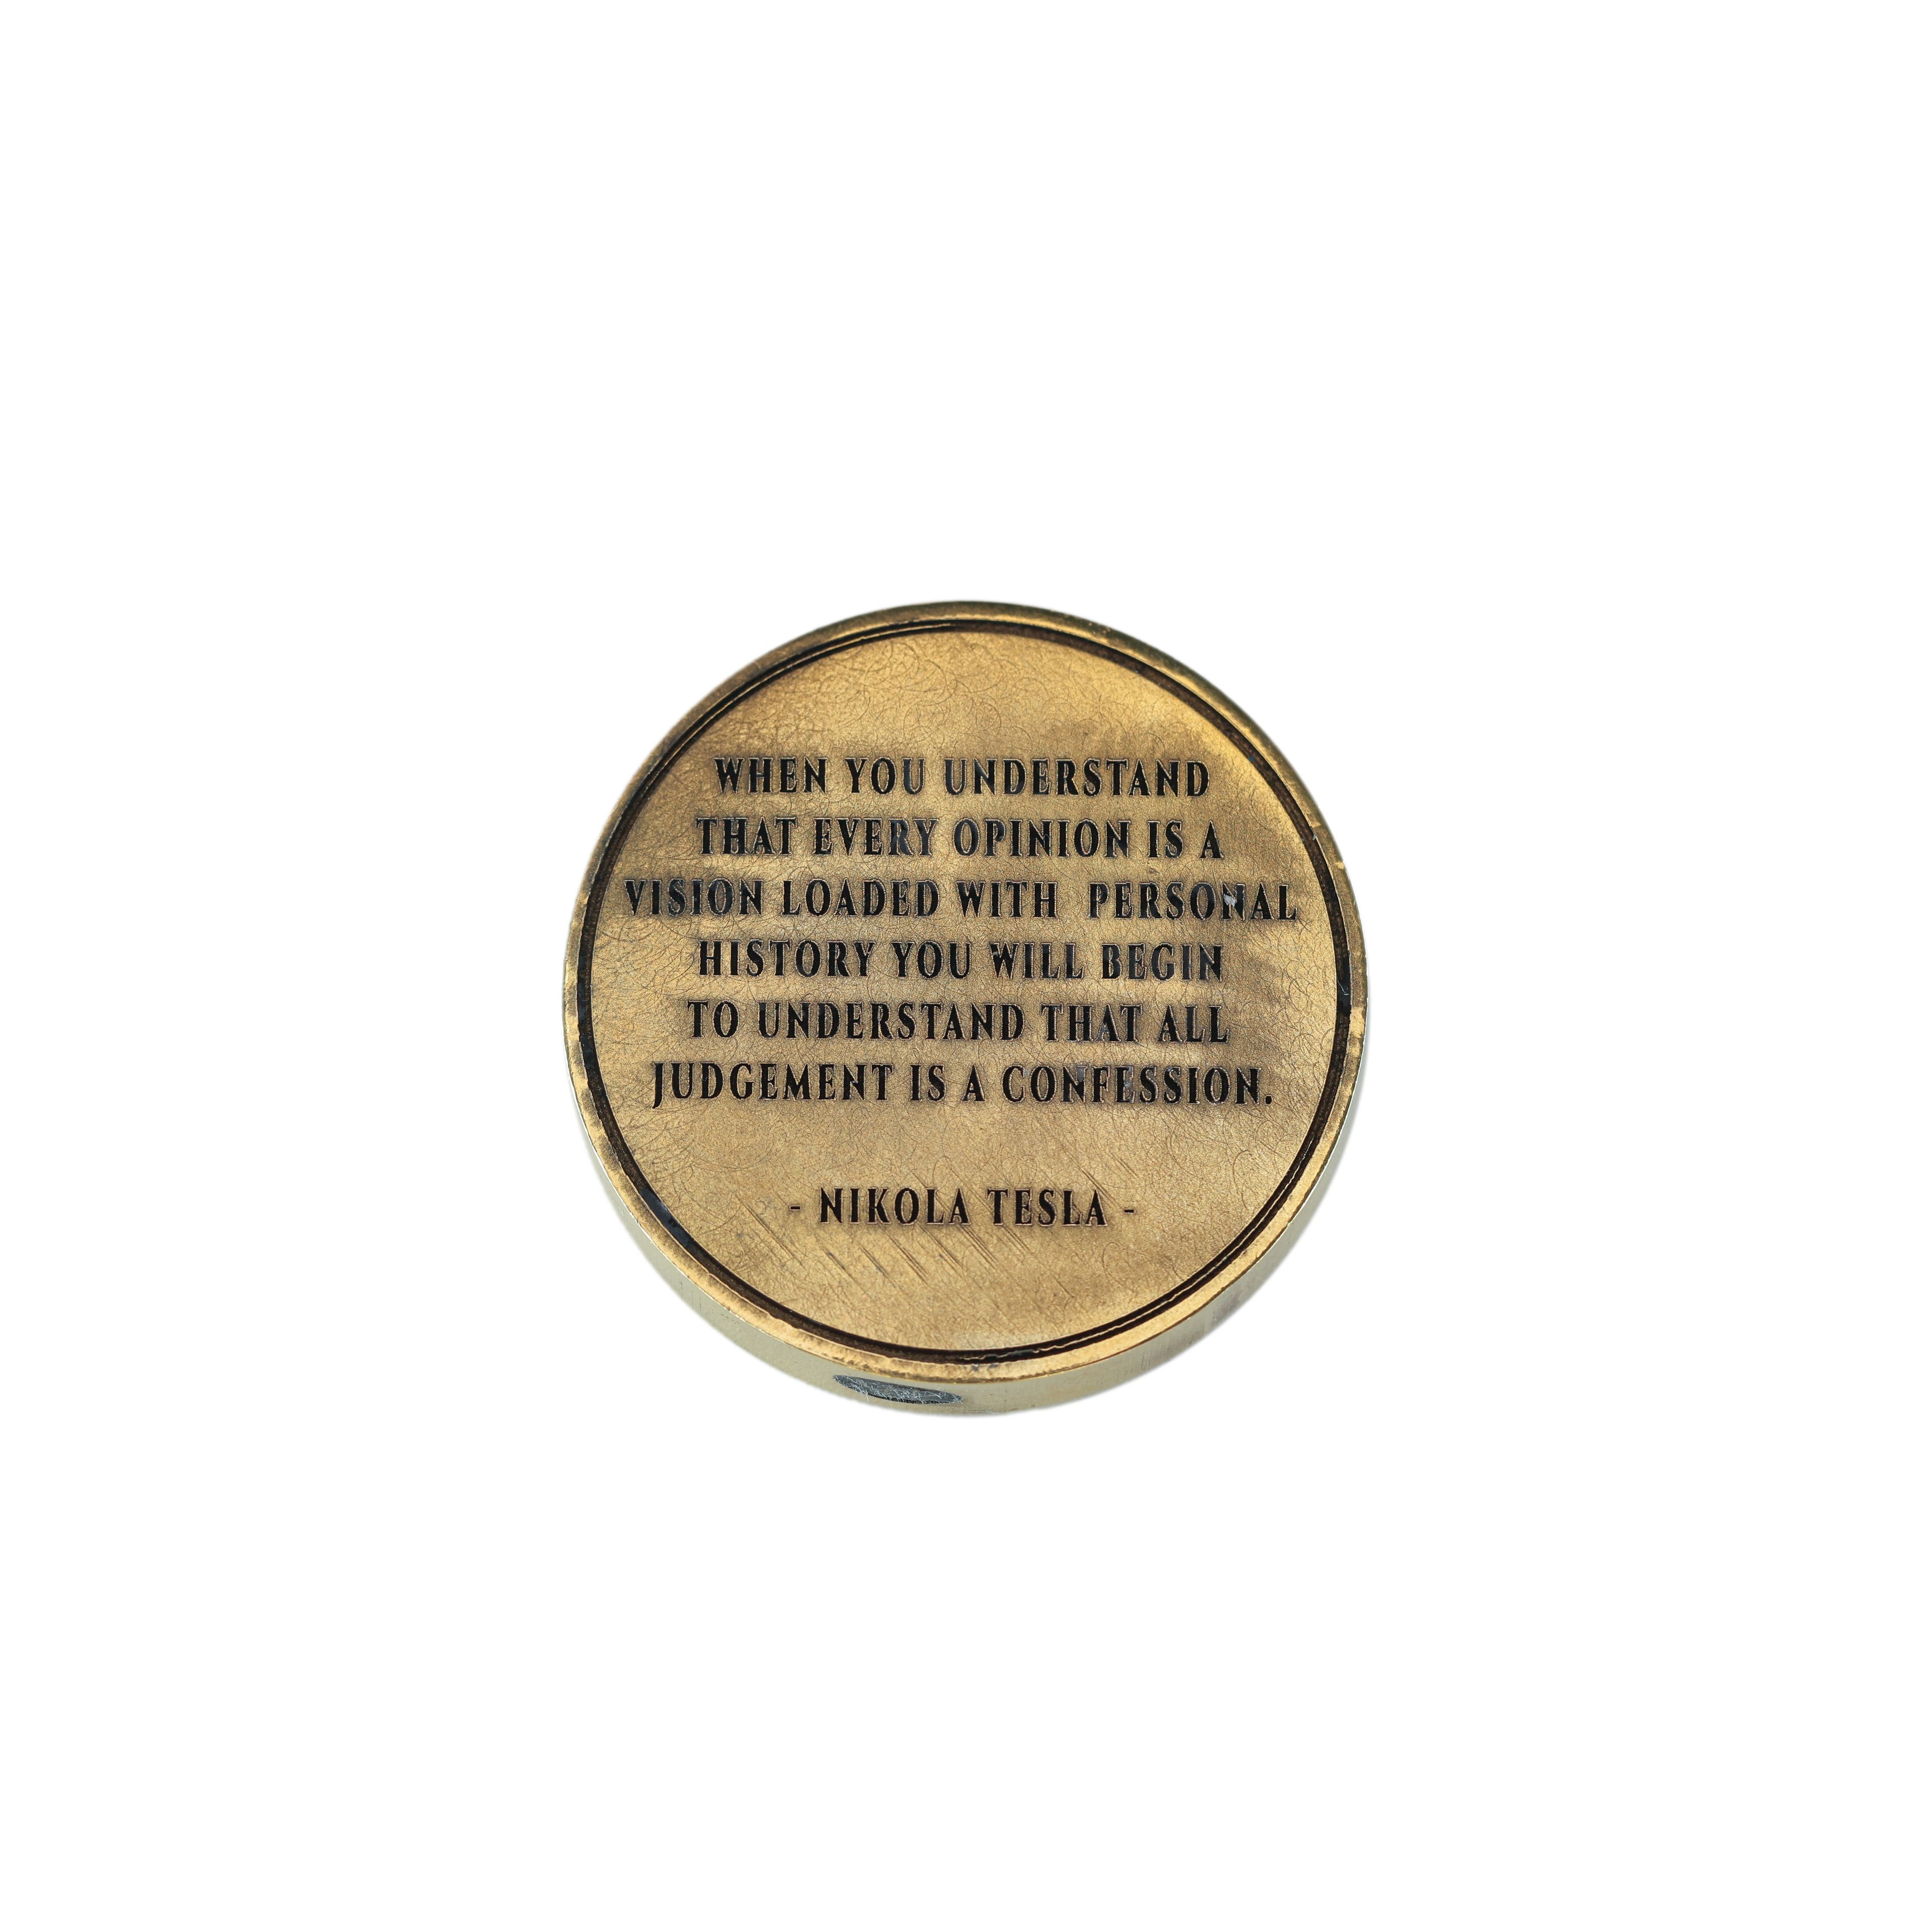 WHEN YOU UNDERSTAND
THAT EVERY OPINION IS A
VISION LOADED WITH PERSONAL
HISTORY YOU WILL BEGIN
TO UNDERSTAND THAT ALL
JUDGEMENT IS A CONFESSION.
- NIKOLA TESLA -